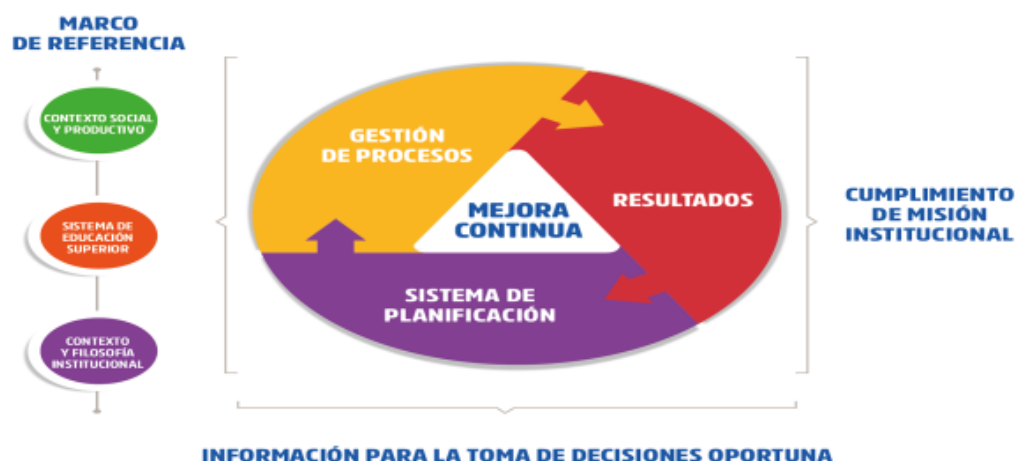 MARCO
DE REFERENCIA
CONTEXTO SOCIAL
Y PRODUCTIVO
SISTEMA DE
EDUCACIÓN
SUPERIOR
CONTEXTO
Y FILOSOFÍA
INSTITUCIONAL
GESTIÓN
DE PROCESOS
RESULTADOS
MEJORA
CONTINUA
SISTEMA DE
PLANIFICACIÓN
CUMPLIMIENTO
DE MISIÓN
INSTITUCIONAL
INFORMACIÓN PARA LA TOMA DE DECISIONES OPORTUNA